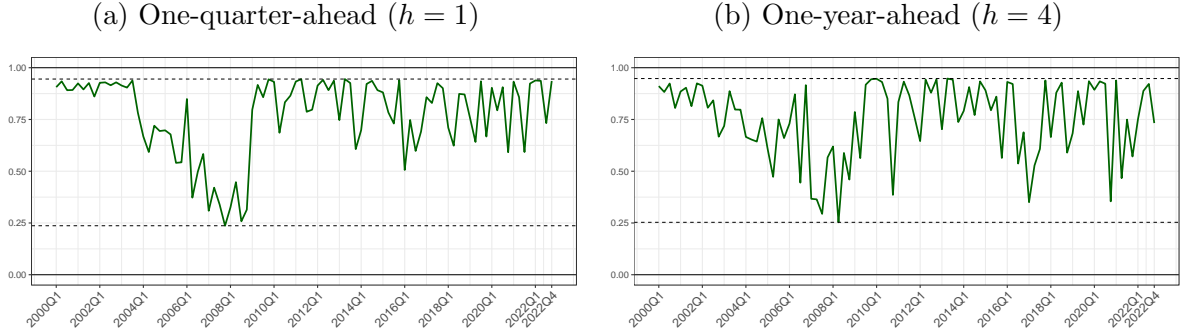 (a) One-quarter-ahead (h = 1)
1.00
0.75
0.50
0.25
0.00
2000Q1
2002Q1
2004Q1
2006Q1
2008Q1
2010Q1
2012Q1
2014Q1
2016Q1
2018Q1
2020Q1
2022Q1
2022Q4
(b) One-year-ahead (h = 4)
1.00
0.75
0.50
0.25
0.00
2000Q1
2002Q1
2004Q1
2006Q1
2008Q1
2010Q1
2012Q1
2014Q1
2016Q1
2018Q1
2020Q1
2022Q1
2022Q4